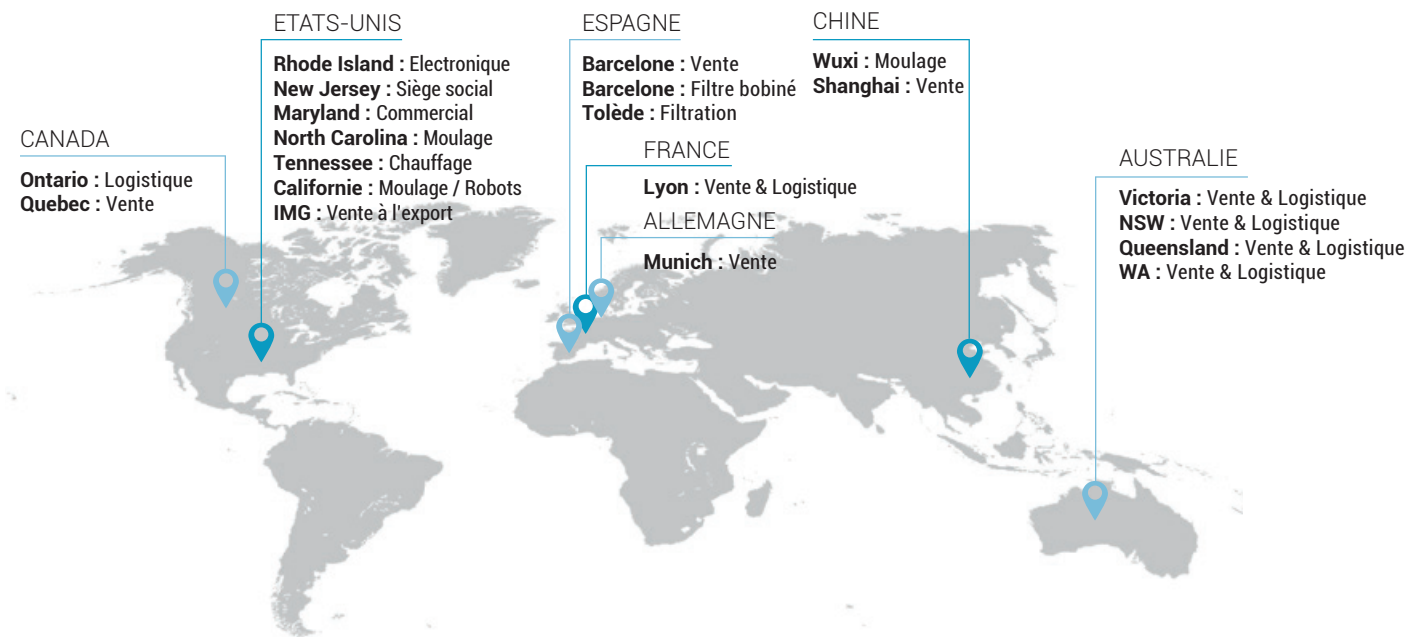 ETATS-UNIS
Rhode Island : Electronique
New Jersey : Siège social
Maryland : Commercial
North Carolina : Moulage
Tennessee : Chauffage
Californie : Moulage / Robots
IMG : Vente à l'export
ESPAGNE
Barcelone : Vente
Barcelone : Filtre bobiné
Tolède : Filtration
CHINE
Wuxi : Moulage
Shanghai : Vente
CANADA
Ontario : Logistique
Quebec : Vente
FRANCE
Lyon : Vente & Logistique
ALLEMAGNE
Munich : Vente
AUSTRALIE
Victoria : Vente & Logistique
NSW : Vente & Logistique
Queensland : Vente & Logistique
WA : Vente & Logistique